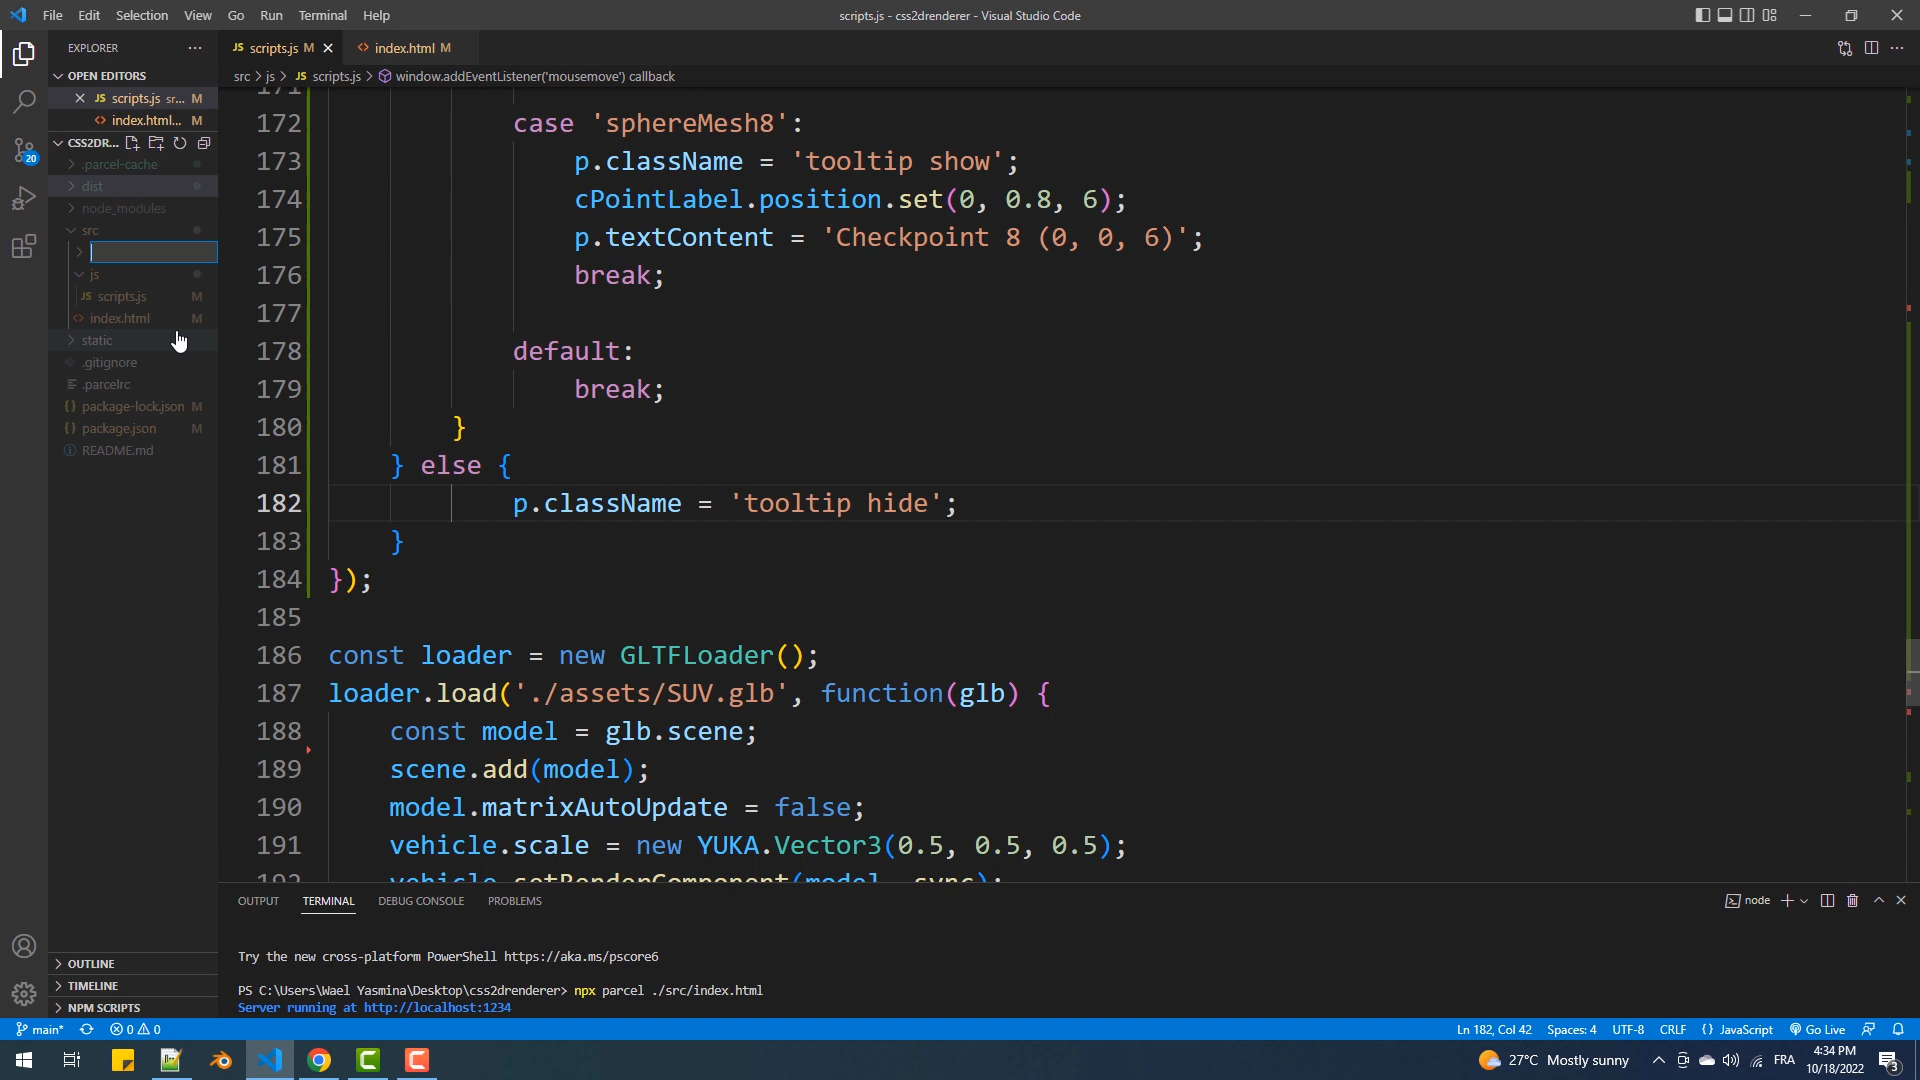 File Edit Selection View Go Run Terminal Help
scripts.js - css2drenderer - Visual Studio Code
EXPLORER
JS scripts.js M
index.html M
OPEN EDITORS
src > js > JS scripts.js > window.addEventListener('mousemove') callback
JS scripts.js sr... M
index.html... M
CSS2DR...
.parcel-cache
dist
node_modules
src
js
JS scripts.js M
index.html M
static
.gitignore
.parcelrc
package-lock.json M
package.json M
README.md
20
171
172 case 'sphereMesh8':
173 p.className = 'tooltip show';
174 cPointLabel.position.set(0, 0.8, 6);
175 p.textContent = 'Checkpoint 8 (0, 0, 6)';
176 break;
177
178 default:
179 break;
180 }
181 } else {
182 p.className = 'tooltip hide';
183 }
184 });
185
186 const loader = new GLTFLoader();
187 loader.load('./assets/SUV.glb', function(glb) {
188 const model = glb.scene;
189 scene.add(model);
190 model.matrixAutoUpdate = false;
191 vehicle.scale = new YUKA.Vector3(0.5, 0.5, 0.5);
192 vehicle.setRenderComponent(model, sync);
OUTPUT TERMINAL DEBUG CONSOLE PROBLEMS
node
Try the new cross-platform PowerShell https://aka.ms/pscore6
PS C:\Users\Wael Yasmina\Desktop\css2drenderer> npx parcel ./src/index.html
Server running at http://localhost:1234
OUTLINE
TIMELINE
NPM SCRIPTS
main* 0 0
Ln 182, Col 42 Spaces: 4 UTF-8 CRLF JavaScript Go Live
27°C Mostly sunny
FRA
4:34 PM
10/18/2022
3